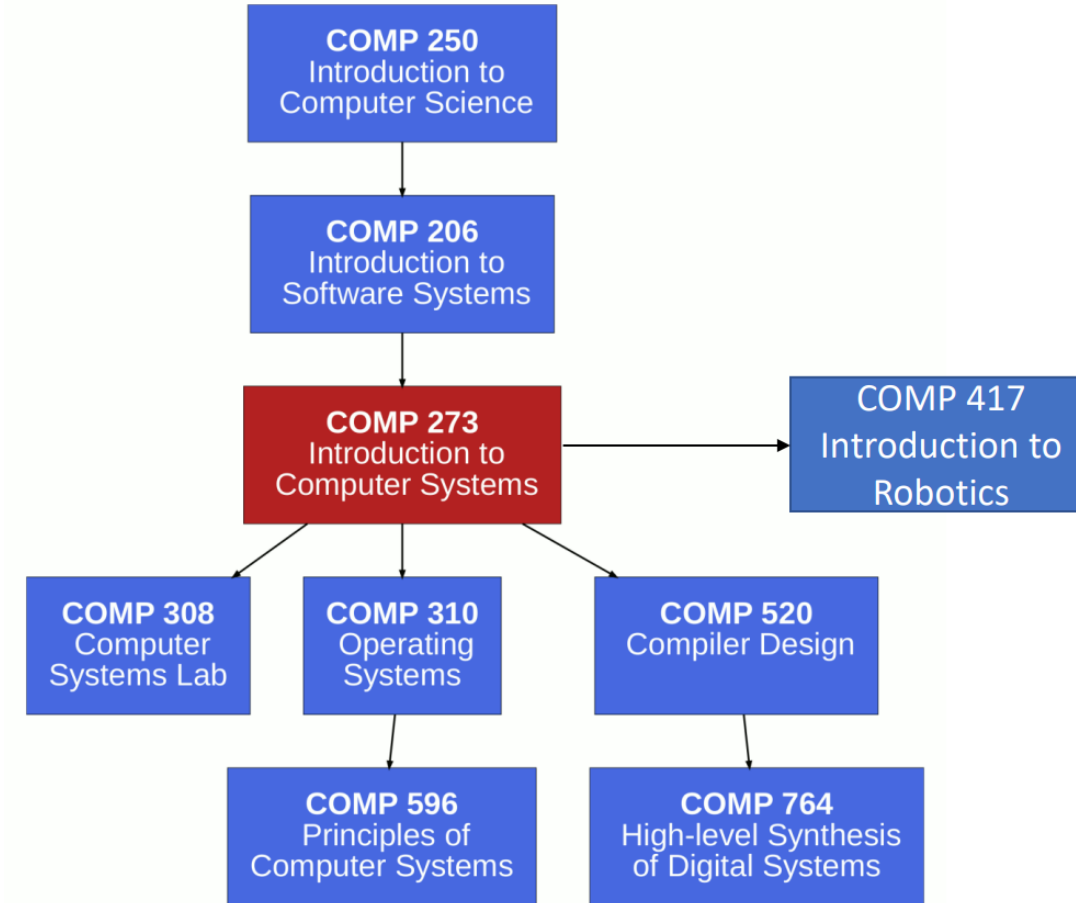 COMP 250
Introduction to
Computer Science
COMP 206
Introduction to
Software Systems
COMP 273
Introduction to
Computer Systems
COMP 417
Introduction to
Robotics
COMP 308
Computer
Systems Lab
COMP 310
Operating
Systems
COMP 520
Compiler Design
COMP 596
Principles of
Computer Systems
COMP 764
High-level Synthesis
of Digital Systems